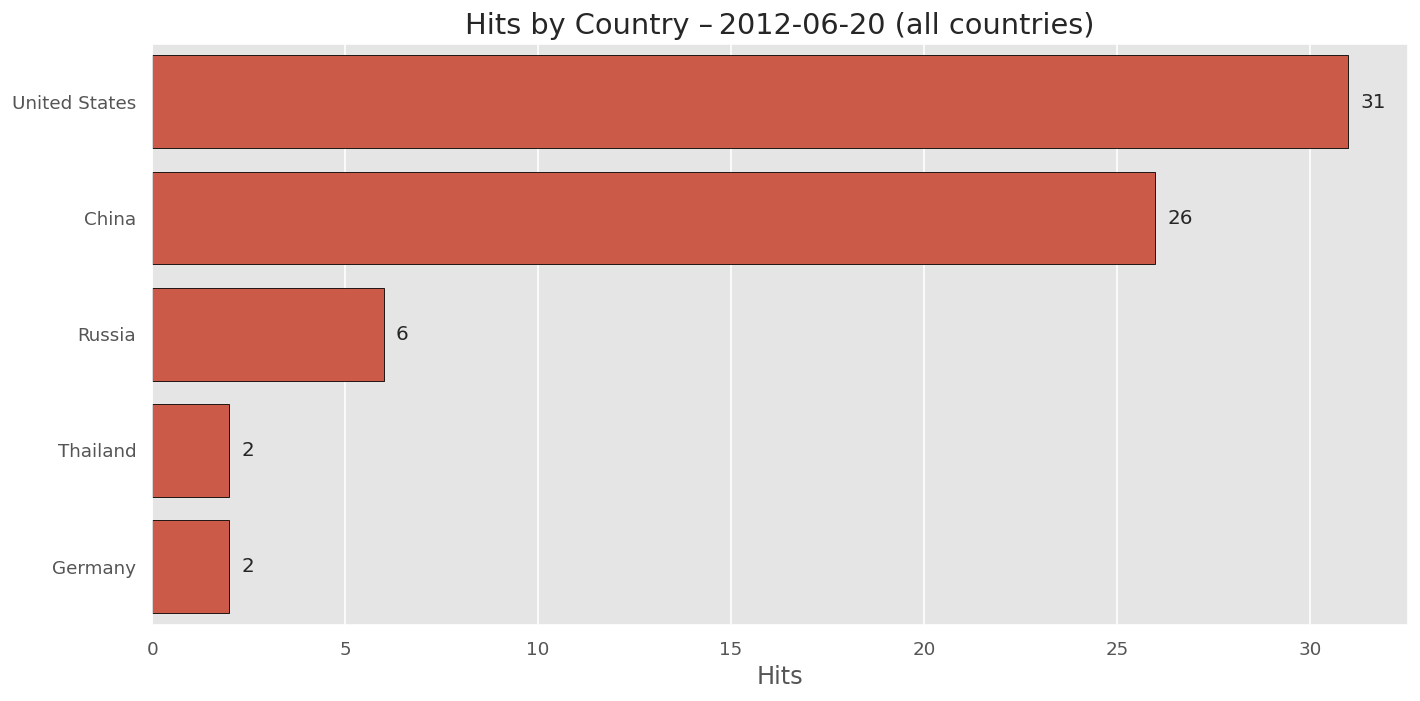 Hits by Country – 2012-06-20 (all countries)
United States 31
China 26
Russia 6
Thailand 2
Germany 2
0 5 10 15 20 25 30
Hits